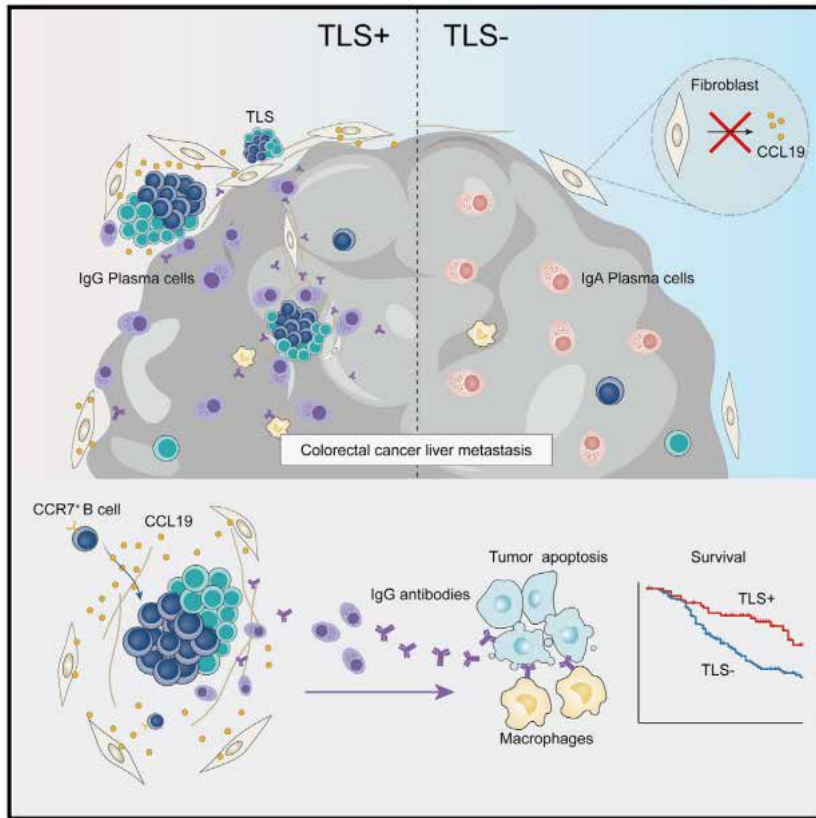 TLS+ TLS-
Fibroblast
TLS
CCL19
IgG Plasma cells
IgA Plasma cells
Colorectal cancer liver metastasis
CCR7⁺ B cell
CCL19
Tumor apoptosis
Survival
IgG antibodies
TLS+
TLS-
Macrophages